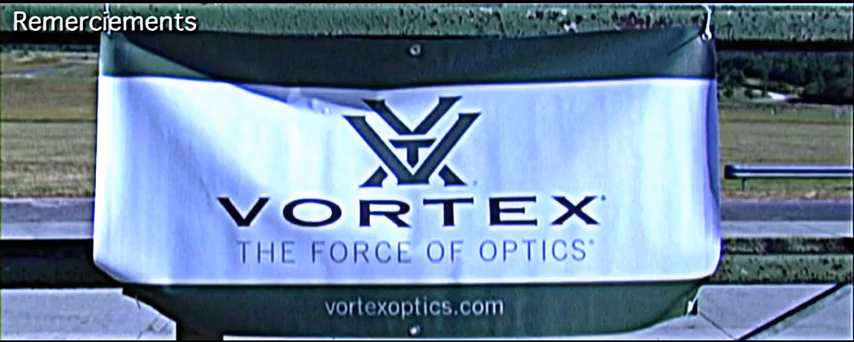 Remerciements
VORTEX
THE FORCE OF OPTICS®
vortexoptics.com